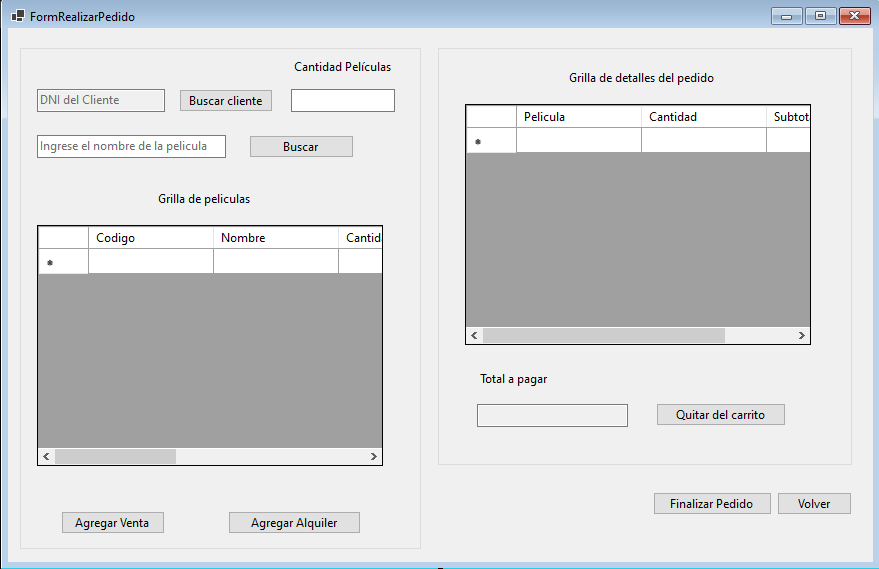 FormRealizarPedido
Cantidad Películas
DNI del Cliente
Buscar cliente
Ingrese el nombre de la pelicula
Buscar
Grilla de peliculas
Codigo Nombre Cantid
Agregar Venta
Agregar Alquiler
Grilla de detalles del pedido
Pelicula Cantidad Subtot
Total a pagar
Quitar del carrito
Finalizar Pedido
Volver